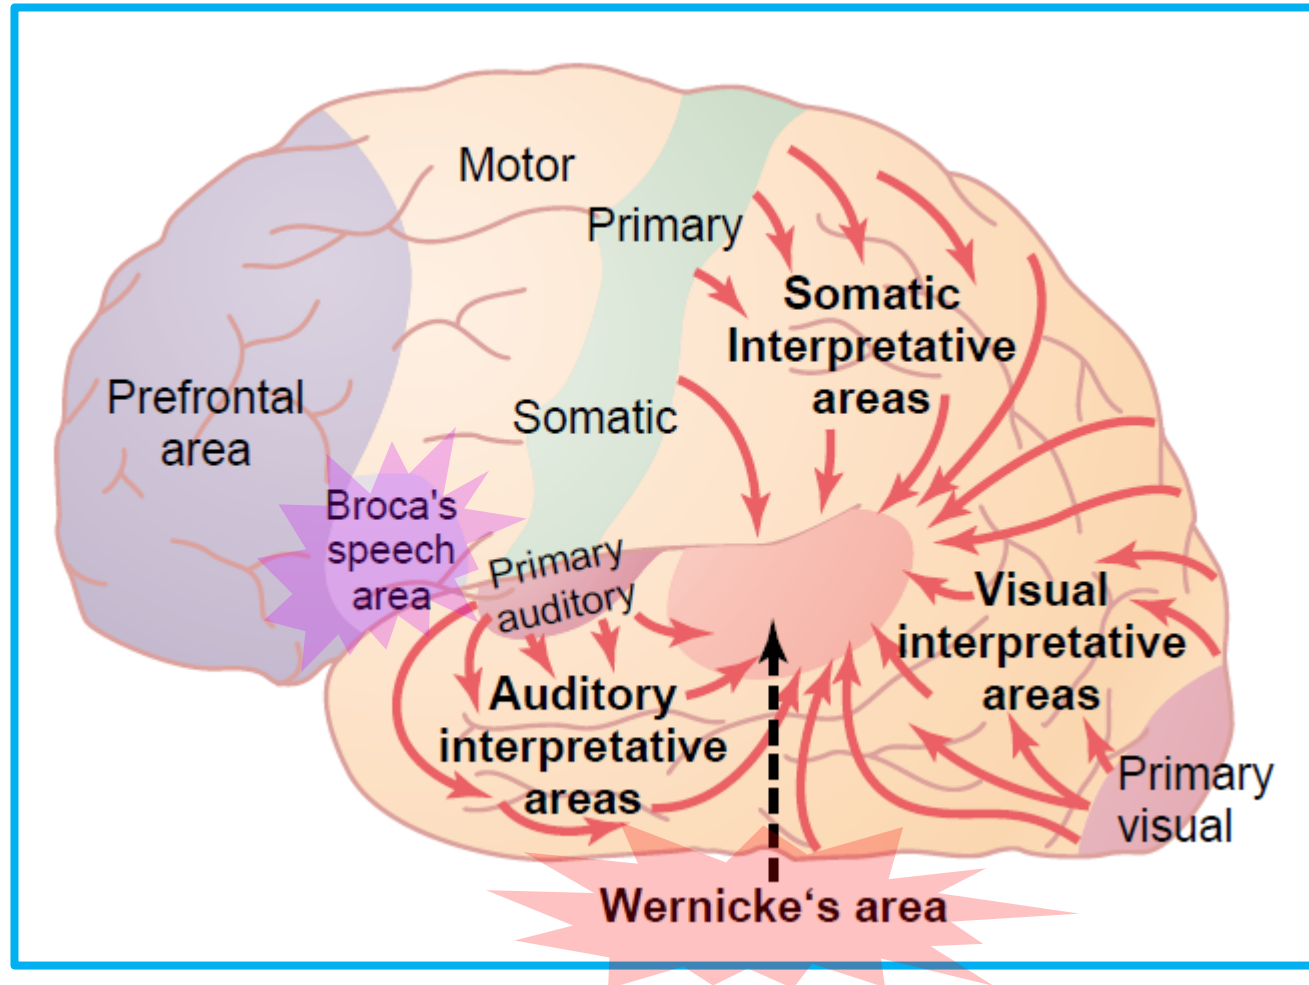 Motor
Primary
Somatic
Interpretative
areas
Prefrontal
area
Somatic
Broca's
speech
area
Primary
auditory
Visual
interpretative
areas
Auditory
interpretative
areas
Primary
visual
Wernicke‘s area